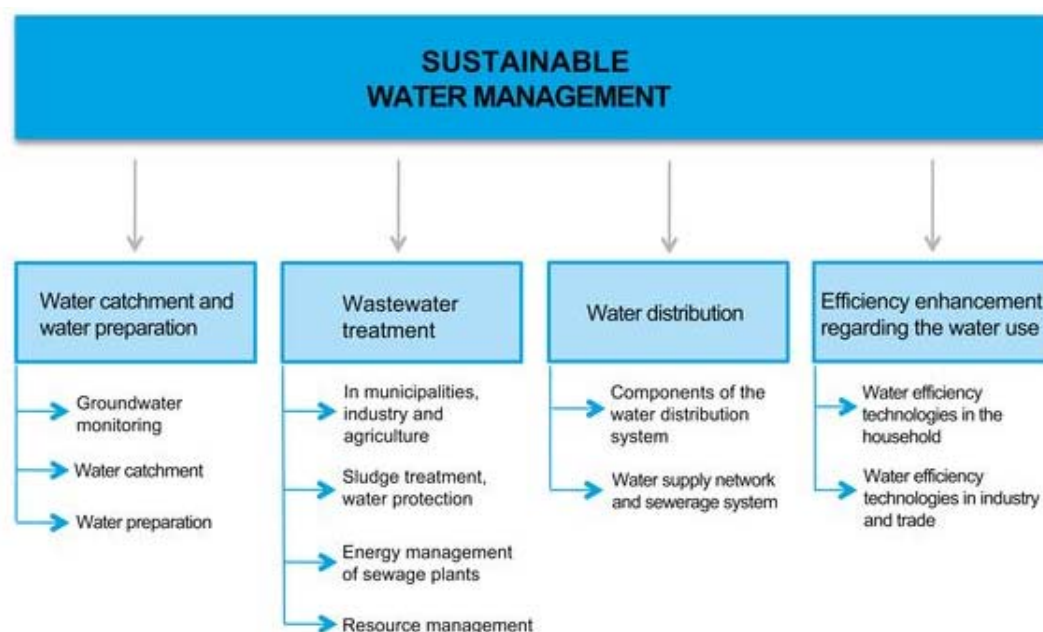 SUSTAINABLE
WATER MANAGEMENT
Water catchment and
water preparation
Groundwater
monitoring
Water catchment
Water preparation
Wastewater
treatment
In municipalities,
industry and
agriculture
Sludge treatment,
water protection
Energy management
of sewage plants
Resource management
Water distribution
Components of the
water distribution
system
Water supply network
and sewerage system
Efficiency enhancement
regarding the water use
Water efficiency
technologies in the
household
Water efficiency
technologies in industry
and trade